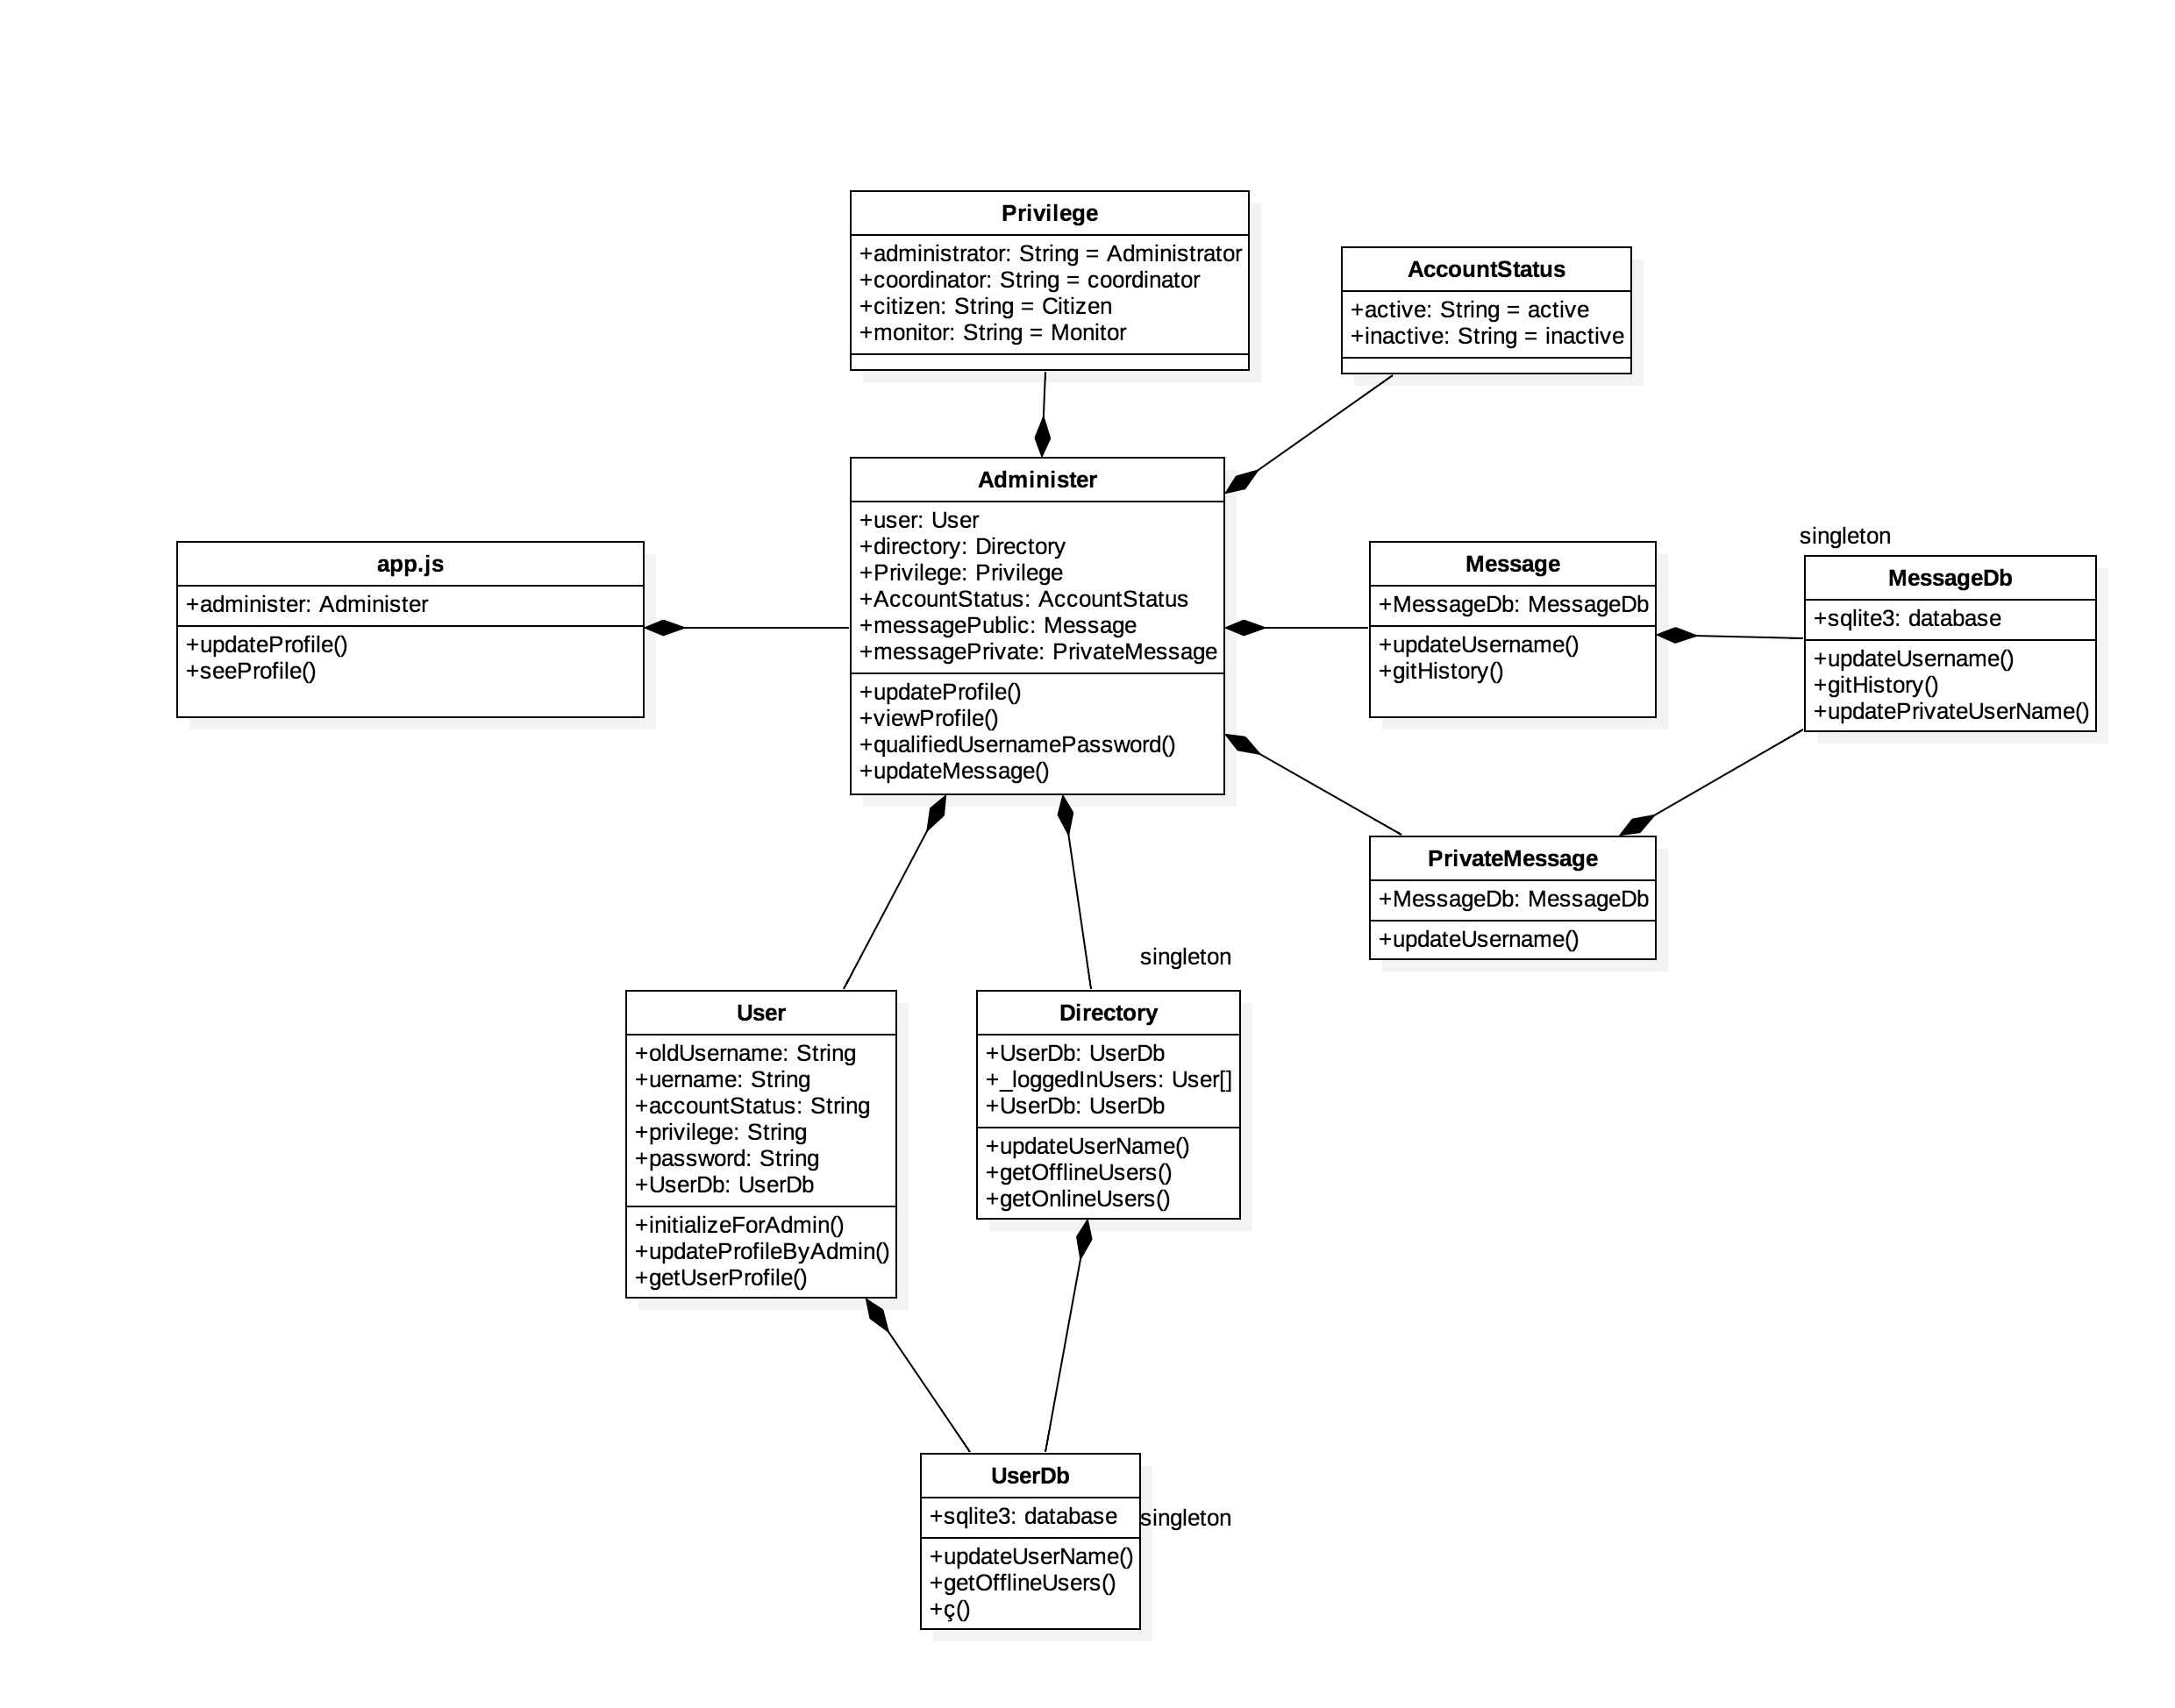 Privilege
+administrator: String = Administrator
+coordinator: String = coordinator
+citizen: String = Citizen
+monitor: String = Monitor
AccountStatus
+active: String = active
+inactive: String = inactive
Administer
+user: User
+directory: Directory
+Privilege: Privilege
+AccountStatus: AccountStatus
+messagePublic: Message
+messagePrivate: PrivateMessage
+updateProfile()
+viewProfile()
+qualifiedUsernamePassword()
+updateMessage()
app.js
+administer: Administer
+updateProfile()
+seeProfile()
Message
+MessageDb: MessageDb
+updateUsername()
+gitHistory()
singleton
MessageDb
+sqlite3: database
+updateUsername()
+gitHistory()
+updatePrivateUserName()
PrivateMessage
+MessageDb: MessageDb
+updateUsername()
User
+oldUsername: String
+uername: String
+accountStatus: String
+privilege: String
+password: String
+UserDb: UserDb
+initializeForAdmin()
+updateProfileByAdmin()
+getUserProfile()
singleton
Directory
+UserDb: UserDb
+_loggedInUsers: User[]
+UserDb: UserDb
+updateUserName()
+getOfflineUsers()
+getOnlineUsers()
UserDb
+sqlite3: database
singleton
+updateUserName()
+getOfflineUsers()
+ç()